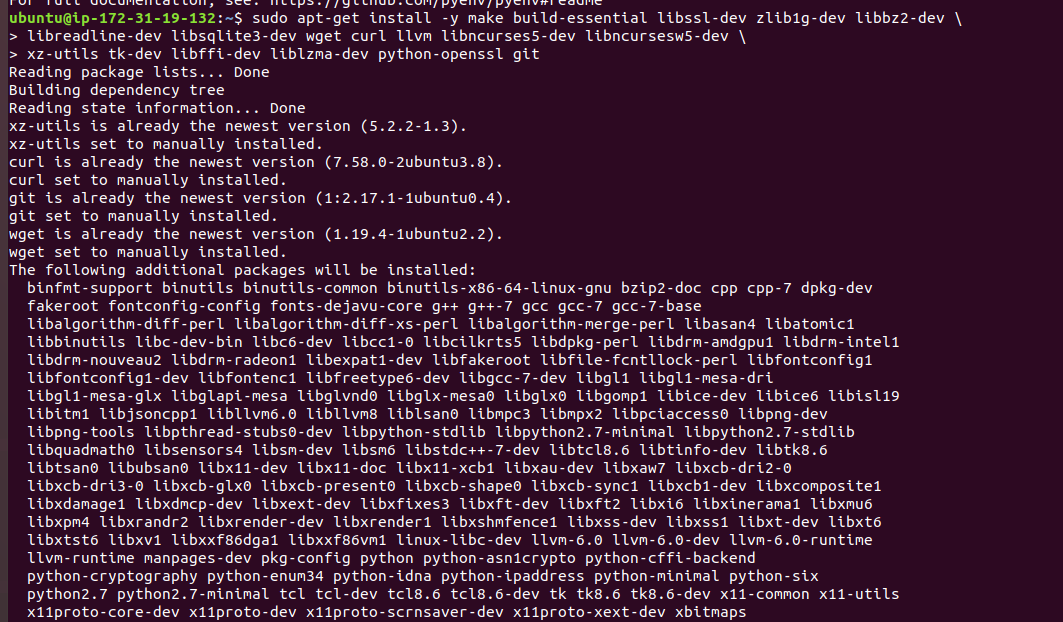 For full documentation, see: https://github.com/pyenv/pyenv#readme
ubuntu@ip-172-31-19-132:~$ sudo apt-get install -y make build-essential libssl-dev zlib1g-dev libbz2-dev \
> libreadline-dev libsqlite3-dev wget curl llvm libncurses5-dev libncursesw5-dev \
> xz-utils tk-dev libffi-dev liblzma-dev python-openssl git
Reading package lists... Done
Building dependency tree
Reading state information... Done
xz-utils is already the newest version (5.2.2-1.3).
xz-utils set to manually installed.
curl is already the newest version (7.58.0-2ubuntu3.8).
curl set to manually installed.
git is already the newest version (1:2.17.1-1ubuntu0.4).
git set to manually installed.
wget is already the newest version (1.19.4-1ubuntu2.2).
wget set to manually installed.
The following additional packages will be installed:
binfmt-support binutils binutils-common binutils-x86-64-linux-gnu bzip2-doc cpp cpp-7 dpkg-dev
fakeroot fontconfig-config fonts-dejavu-core g++ g++-7 gcc gcc-7 gcc-7-base
libalgorithm-diff-perl libalgorithm-diff-xs-perl libalgorithm-merge-perl libasan4 libatomic1
libbinutils libc-dev-bin libc6-dev libcc1-0 libcilkrts5 libdpkg-perl libdrm-amdgpu1 libdrm-intel1
libdrm-nouveau2 libdrm-radeon1 libexpat1-dev libfakeroot libfile-fcntllock-perl libfontconfig1
libfontconfig1-dev libfontenc1 libfreetype6-dev libgcc-7-dev libgl1 libgl1-mesa-dri
libgl1-mesa-glx libglapi-mesa libglvnd0 libglx-mesa0 libglx0 libgomp1 libice-dev libice6 libisl19
libitm1 libjsoncpp1 libllvm6.0 libllvm8 liblsan0 libmpc3 libmpx2 libpciaccess0 libpng-dev
libpng-tools libpthread-stubs0-dev libpython-stdlib libpython2.7-minimal libpython2.7-stdlib
libquadmath0 libsensors4 libsm-dev libsm6 libstdc++-7-dev libtcl8.6 libtinfo-dev libtk8.6
libtsan0 libubsan0 libx11-dev libx11-doc libx11-xcb1 libxau-dev libxaw7 libxcb-dri2-0
libxcb-dri3-0 libxcb-glx0 libxcb-present0 libxcb-shape0 libxcb-sync1 libxcb1-dev libxcomposite1
libxdamage1 libxdmcp-dev libxext-dev libxfixes3 libxft-dev libxft2 libxi6 libxinerama1 libxmu6
libxpm4 libxrandr2 libxrender-dev libxrender1 libxshmfence1 libxss-dev libxss1 libxt-dev libxt6
libxtst6 libxv1 libxxf86dga1 libxxf86vm1 linux-libc-dev llvm-6.0 llvm-6.0-dev llvm-6.0-runtime
llvm-runtime manpages-dev pkg-config python python-asn1crypto python-cffi-backend
python-cryptography python-enum34 python-idna python-ipaddress python-minimal python-six
python2.7 python2.7-minimal tcl tcl-dev tcl8.6 tcl8.6-dev tk tk8.6 tk8.6-dev x11-common x11-utils
x11proto-core-dev x11proto-dev x11proto-scrnsaver-dev x11proto-xext-dev xbitmaps